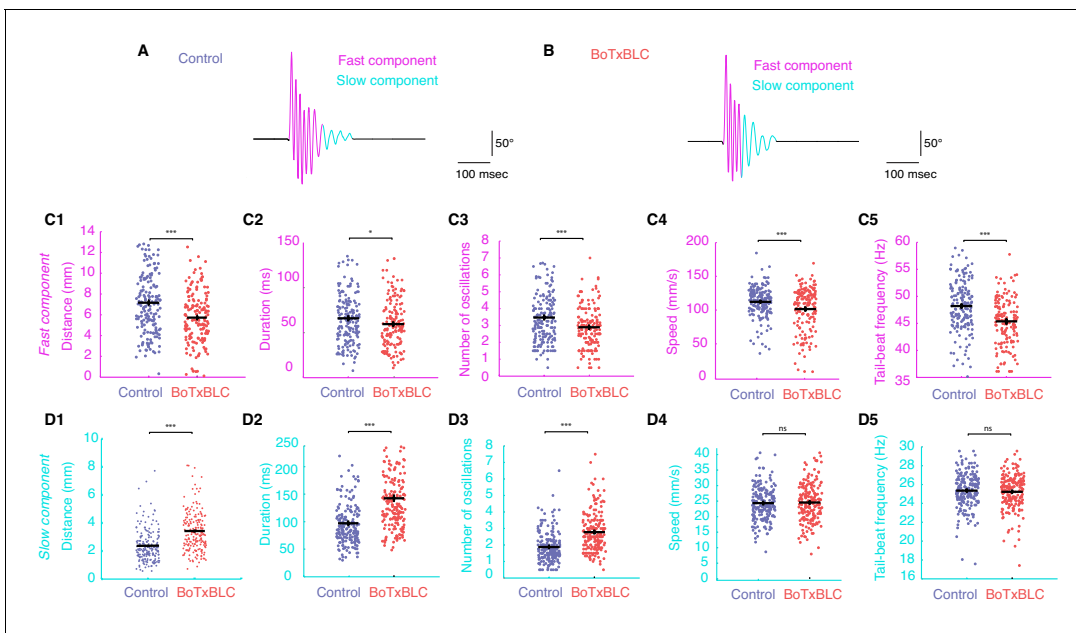 A
Control
Fast component
Slow component
50°
100 msec
B
BoTxBLC
Fast component
Slow component
50°
100 msec
C1
Fast component
Distance (mm)
14
12
10
8
6
4
2
0
***
Control BoTxBLC
C2
Duration (ms)
150
100
50
0
*
Control BoTxBLC
C3
Number of oscillations
8
7
6
5
4
3
2
1
0
***
Control BoTxBLC
C4
Speed (mm/s)
200
150
100
50
0
***
Control BoTxBLC
C5
Tail-beat frequency (Hz)
60
55
50
45
40
35
***
Control BoTxBLC
D1
Slow component
Distance (mm)
10
8
6
4
2
0
***
Control BoTxBLC
D2
Duration (ms)
250
200
150
100
50
0
***
Control BoTxBLC
D3
Number of oscillations
8
7
6
5
4
3
2
1
0
***
Control BoTxBLC
D4
Speed (mm/s)
40
35
30
25
20
15
10
5
0
ns
Control BoTxBLC
D5
Tail-beat frequency (Hz)
30
28
26
24
22
20
18
16
ns
Control BoTxBLC